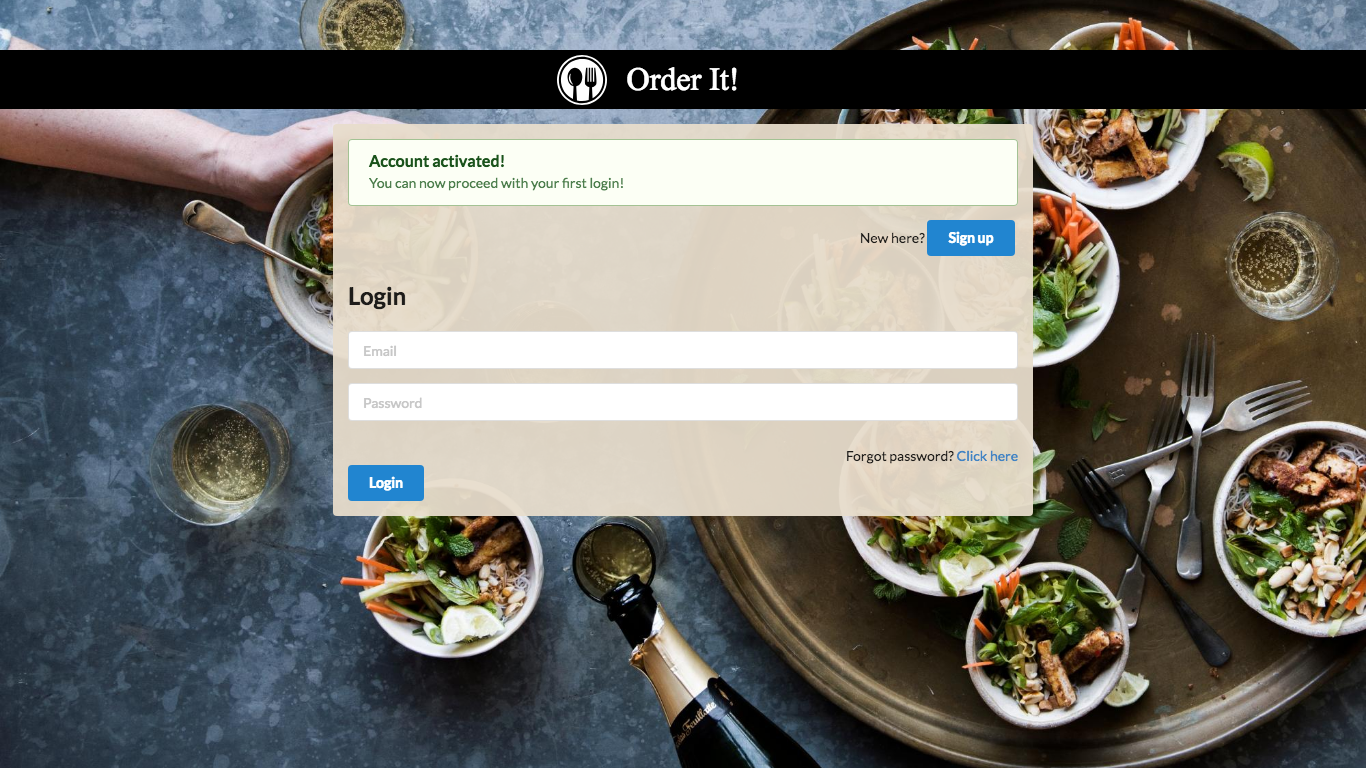 Order It!
Account activated!
You can now proceed with your first login!
New here? Sign up
Login
Email
Password
Forgot password? Click here
Login